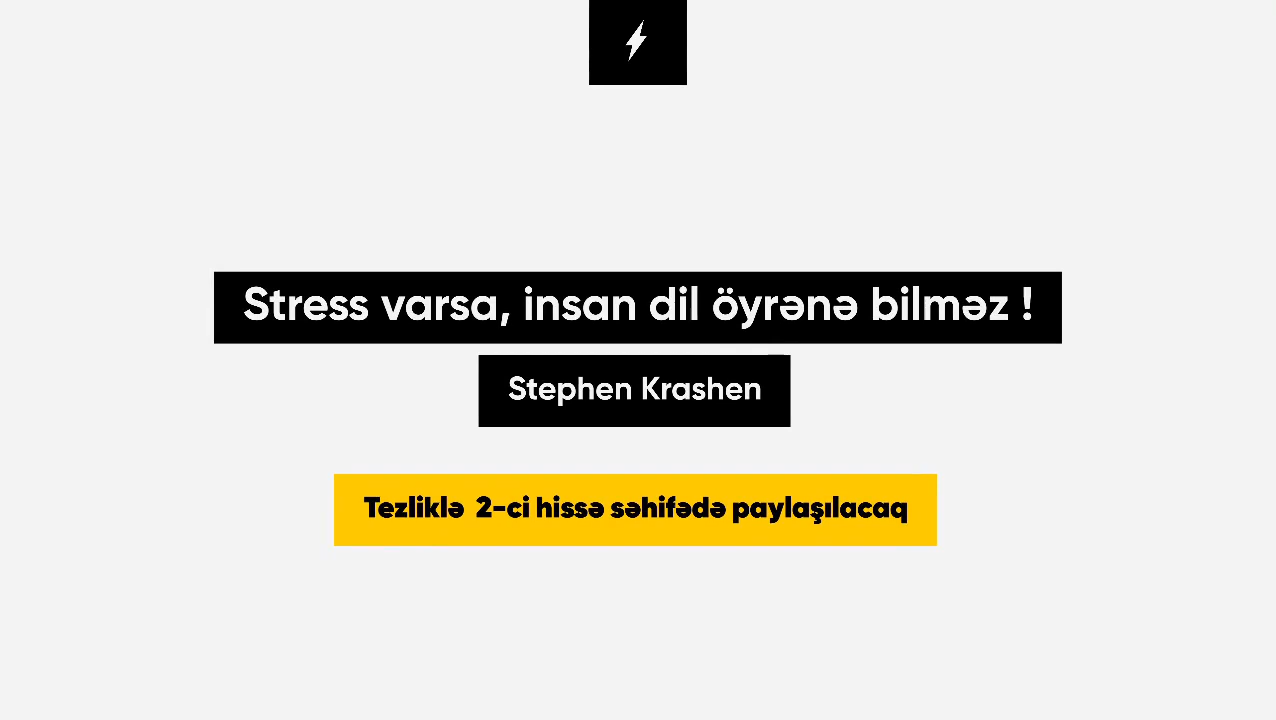 Stress varsa, insan dil öyrənə bilməz !
Stephen Krashen
Tezliklə 2-ci hissə səhifədə paylaşılacaq